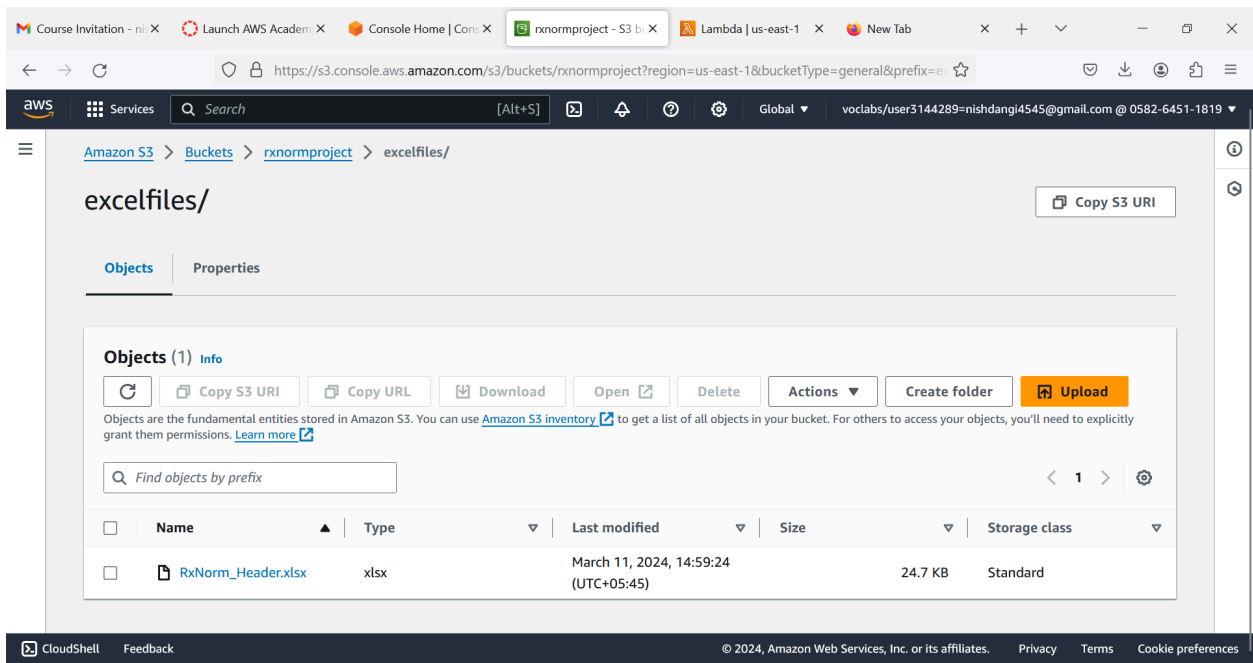 Course Invitation - ni
Launch AWS Academ
Console Home | Cons
rxnormproject - S3 b
Lambda | us-east-1
New Tab
https://s3.console.aws.amazon.com/s3/buckets/rxnormproject?region=us-east-1&bucketType=general&prefix=e
aws Services Search [Alt+S] Global voclabs/user3144289=nishdangi4545@gmail.com @ 0582-6451-1819
Amazon S3 > Buckets > rxnormproject > excelfiles/
excelfiles/
Copy S3 URI
Objects Properties
Objects (1) Info
Copy S3 URI Copy URL Download Open Delete Actions Create folder Upload
Objects are the fundamental entities stored in Amazon S3. You can use Amazon S3 inventory to get a list of all objects in your bucket. For others to access your objects, you'll need to explicitly
grant them permissions. Learn more
Find objects by prefix
1
Name Type Last modified Size Storage class
RxNorm_Header.xlsx xlsx March 11, 2024, 14:59:24
(UTC+05:45) 24.7 KB Standard
CloudShell Feedback © 2024, Amazon Web Services, Inc. or its affiliates. Privacy Terms Cookie preferences